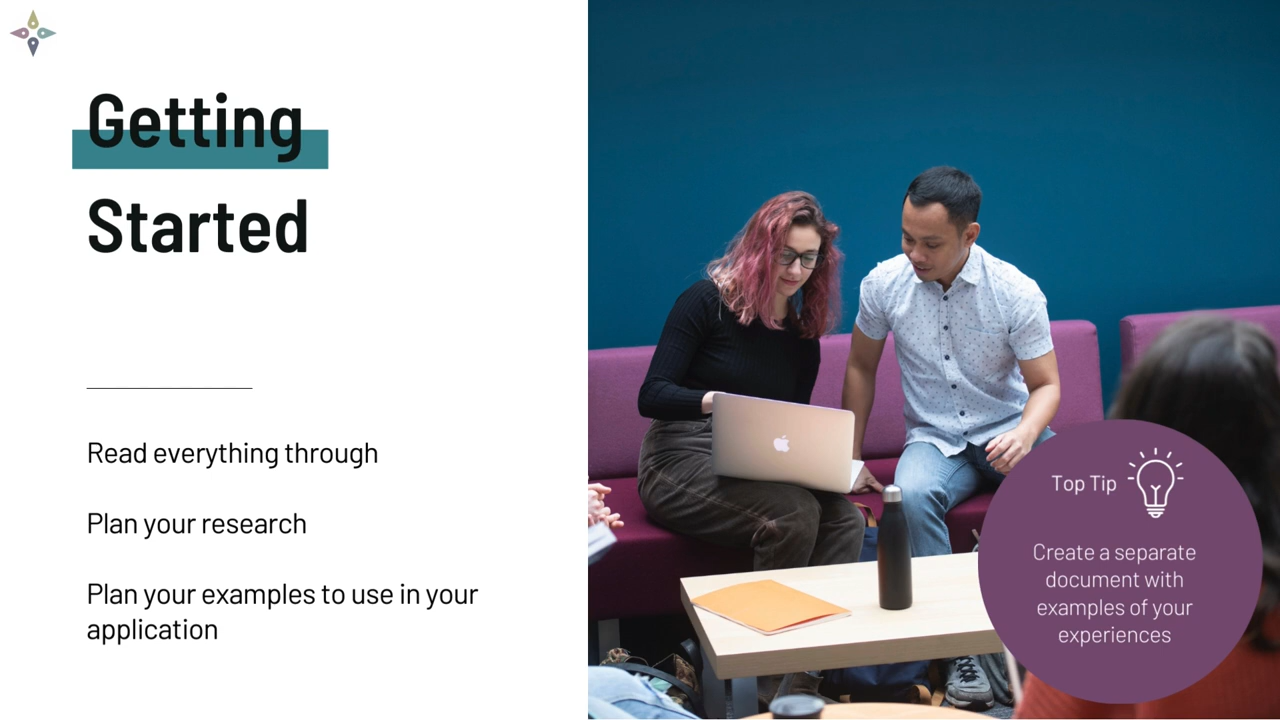 Getting
Started
Read everything through
Plan your research
Plan your examples to use in your
application
Top Tip
Create a separate
document with
examples of your
experiences